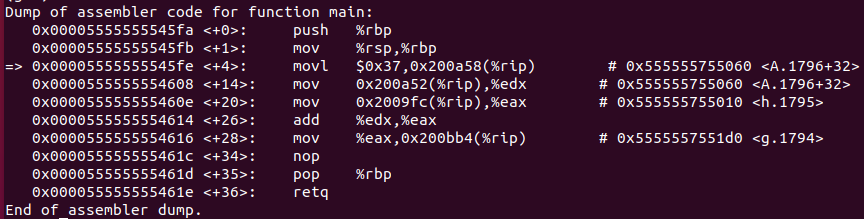 Dump of assembler code for function main:
   0x00005555555545fa <+0>:     push   %rbp
   0x00005555555545fb <+1>:     mov    %rsp,%rbp
=> 0x00005555555545fe <+4>:     movl   $0x37,0x200a58(%rip)        # 0x555555755060 <A.1796+32>
   0x0000555555554608 <+14>:    mov    0x200a52(%rip),%edx        # 0x555555755060 <A.1796+32>
   0x000055555555460e <+20>:    mov    0x2009fc(%rip),%eax        # 0x555555755010 <h.1795>
   0x0000555555554614 <+26>:    add    %edx,%eax
   0x0000555555554616 <+28>:    mov    %eax,0x200bb4(%rip)        # 0x5555557551d0 <g.1794>
   0x000055555555461c <+34>:    nop
   0x000055555555461d <+35>:    pop    %rbp
   0x000055555555461e <+36>:    retq
End of assembler dump.